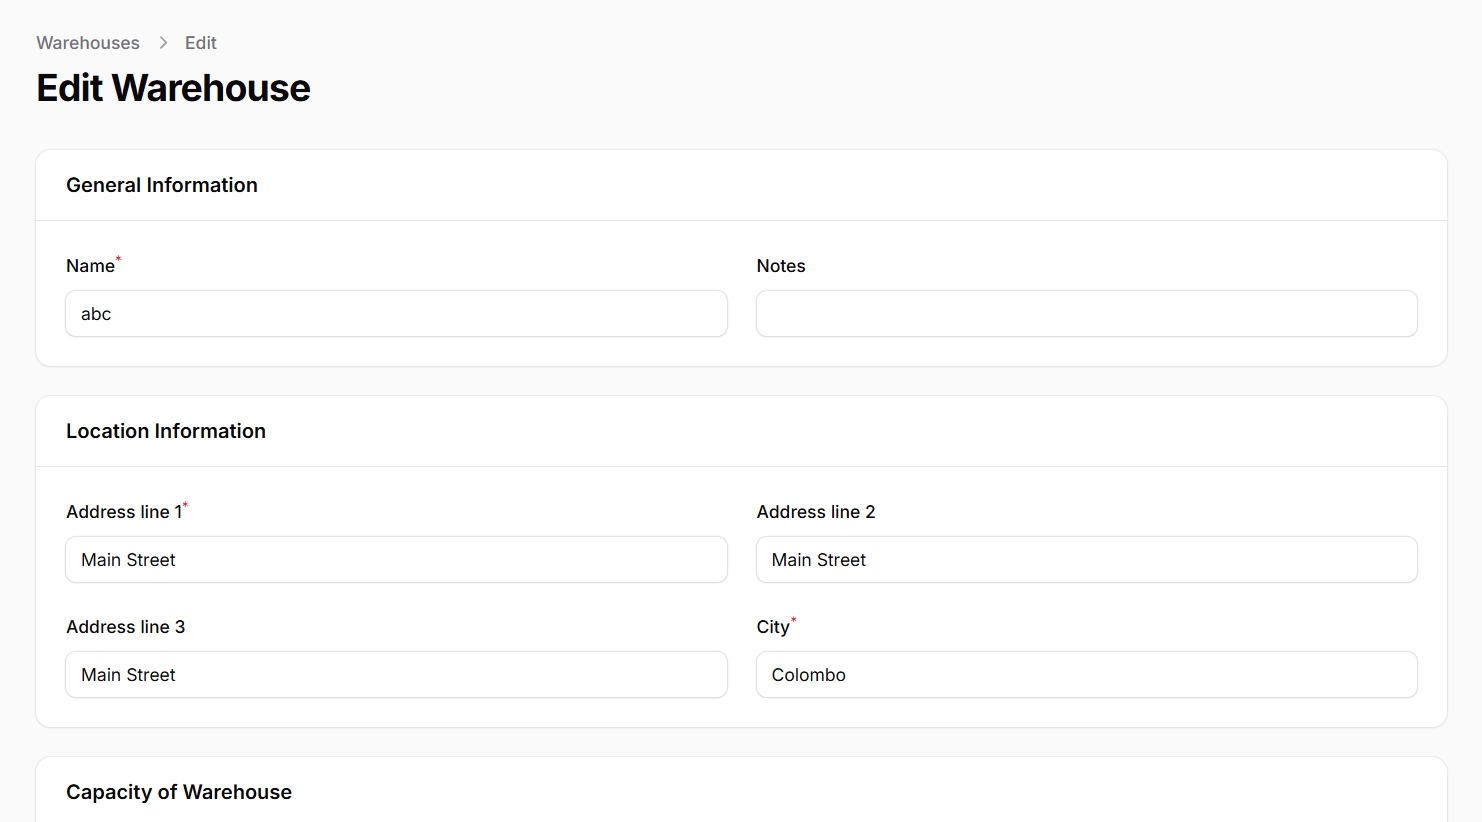 Warehouses > Edit
Edit Warehouse
General Information
Name* Notes
abc
Location Information
Address line 1* Address line 2
Main Street Main Street
Address line 3 City*
Main Street Colombo
Capacity of Warehouse